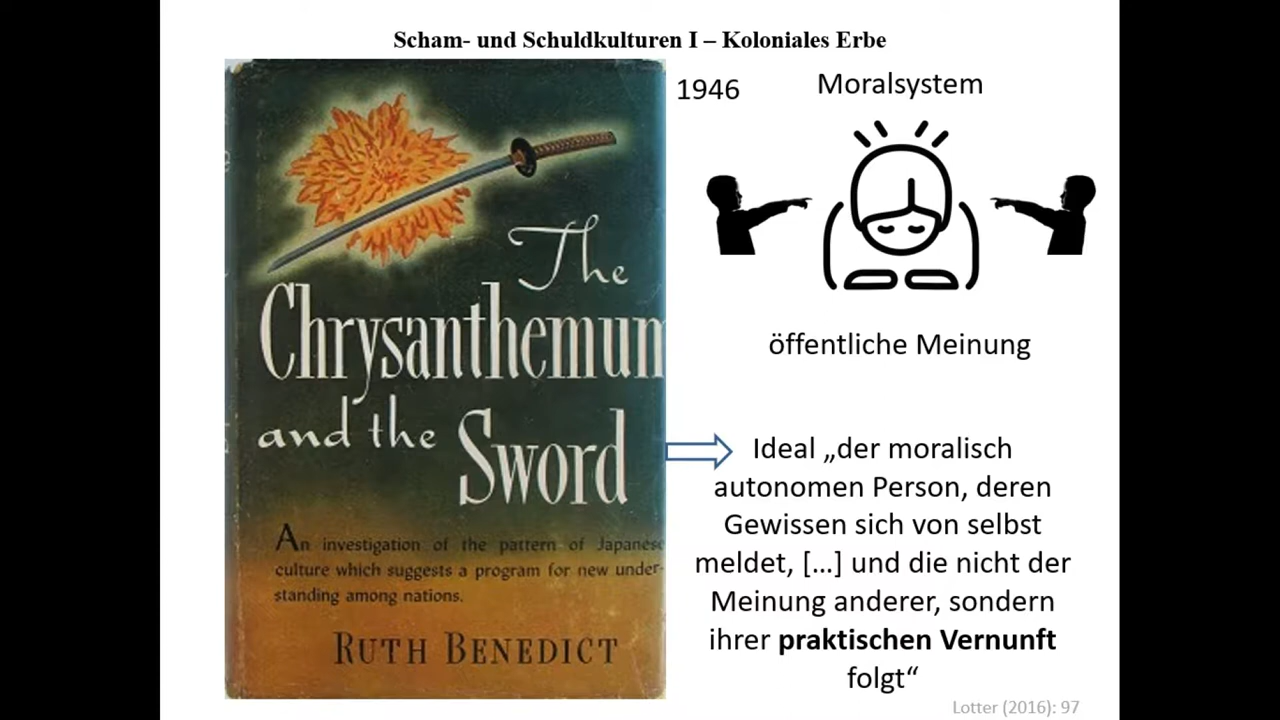 Scham- und Schuldkulturen I – Koloniales Erbe
The
Chrysanthemum
and the
Sword
An investigation of the pattern of Japanese
culture which suggests a program for new under-
standing among nations.
RUTH BENEDICT
1946
Moralsystem
öffentliche Meinung
Ideal „der moralisch
autonomen Person, deren
Gewissen sich von selbst
meldet, […] und die nicht der
Meinung anderer, sondern
ihrer praktischen Vernunft
folgt“
Lotter (2016): 97